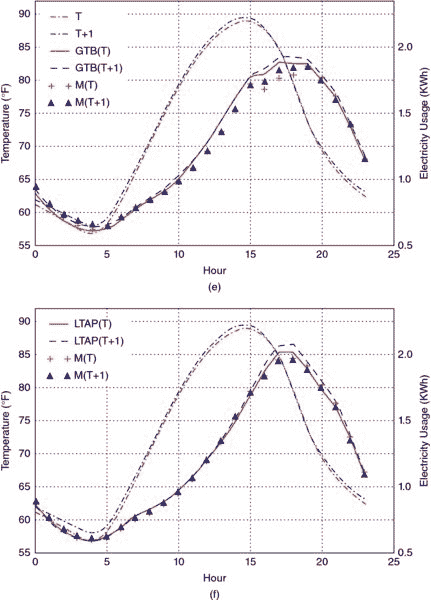 90
85
80
75
70
65
60
55
Temperature (°F)
T
T+1
GTB(T)
GTB(T+1)
M(T)
M(T+1)
2.0
1.5
1.0
0.5
Electricity Usage (KWh)
0
5
10
15
20
25
Hour
(e)
90
85
80
75
70
65
60
55
Temperature (°F)
LTAP(T)
LTAP(T+1)
M(T)
M(T+1)
2.0
1.5
1.0
0.5
Electricity Usage (KWh)
0
5
10
15
20
25
Hour
(f)